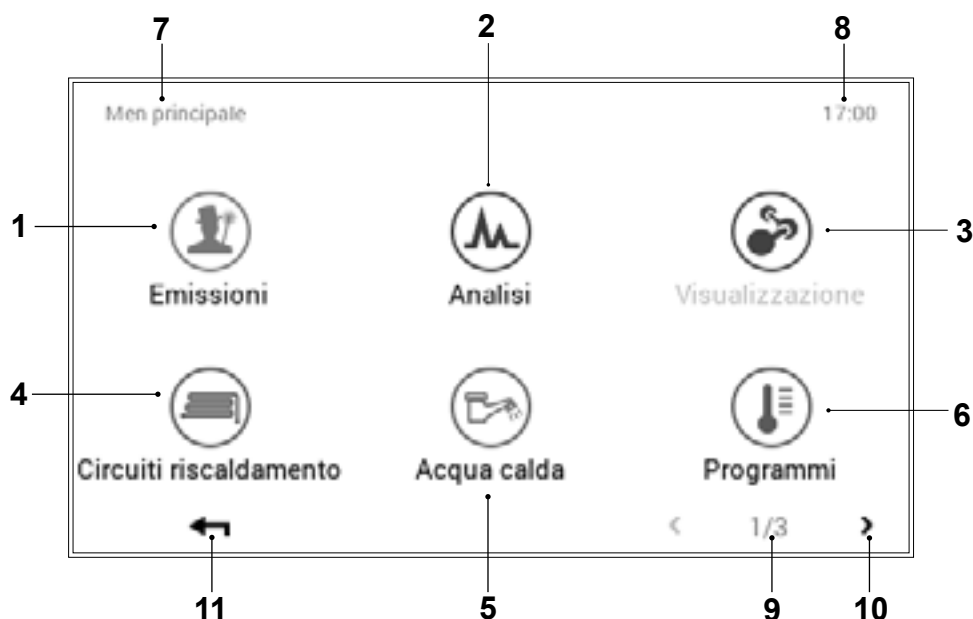 7 2 8
Men principale 17:00
1 3
Emissioni Analisi Visualizzazione
4 6
Circuiti riscaldamento Acqua calda Programmi
< 1/3 >
11 5 9 10